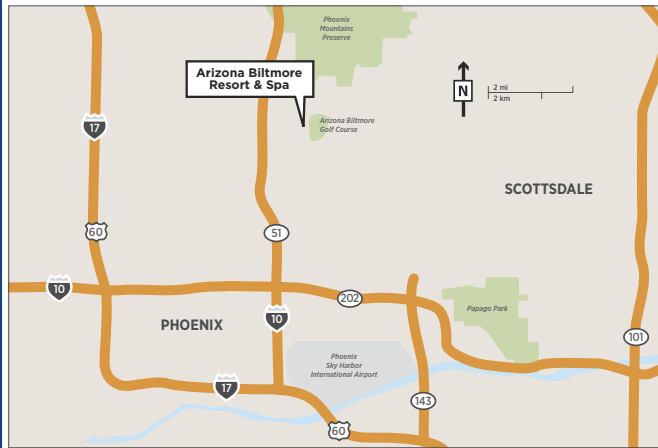 Phoenix
Mountains
Preserve
Arizona Biltmore
Resort & Spa
N
2 mi
2 km
Arizona Biltmore
Golf Course
17
SCOTTSDALE
60
51
10
202
10
PHOENIX
Papago Park
101
Phoenix
Sky Harbor
International Airport
17
143
60